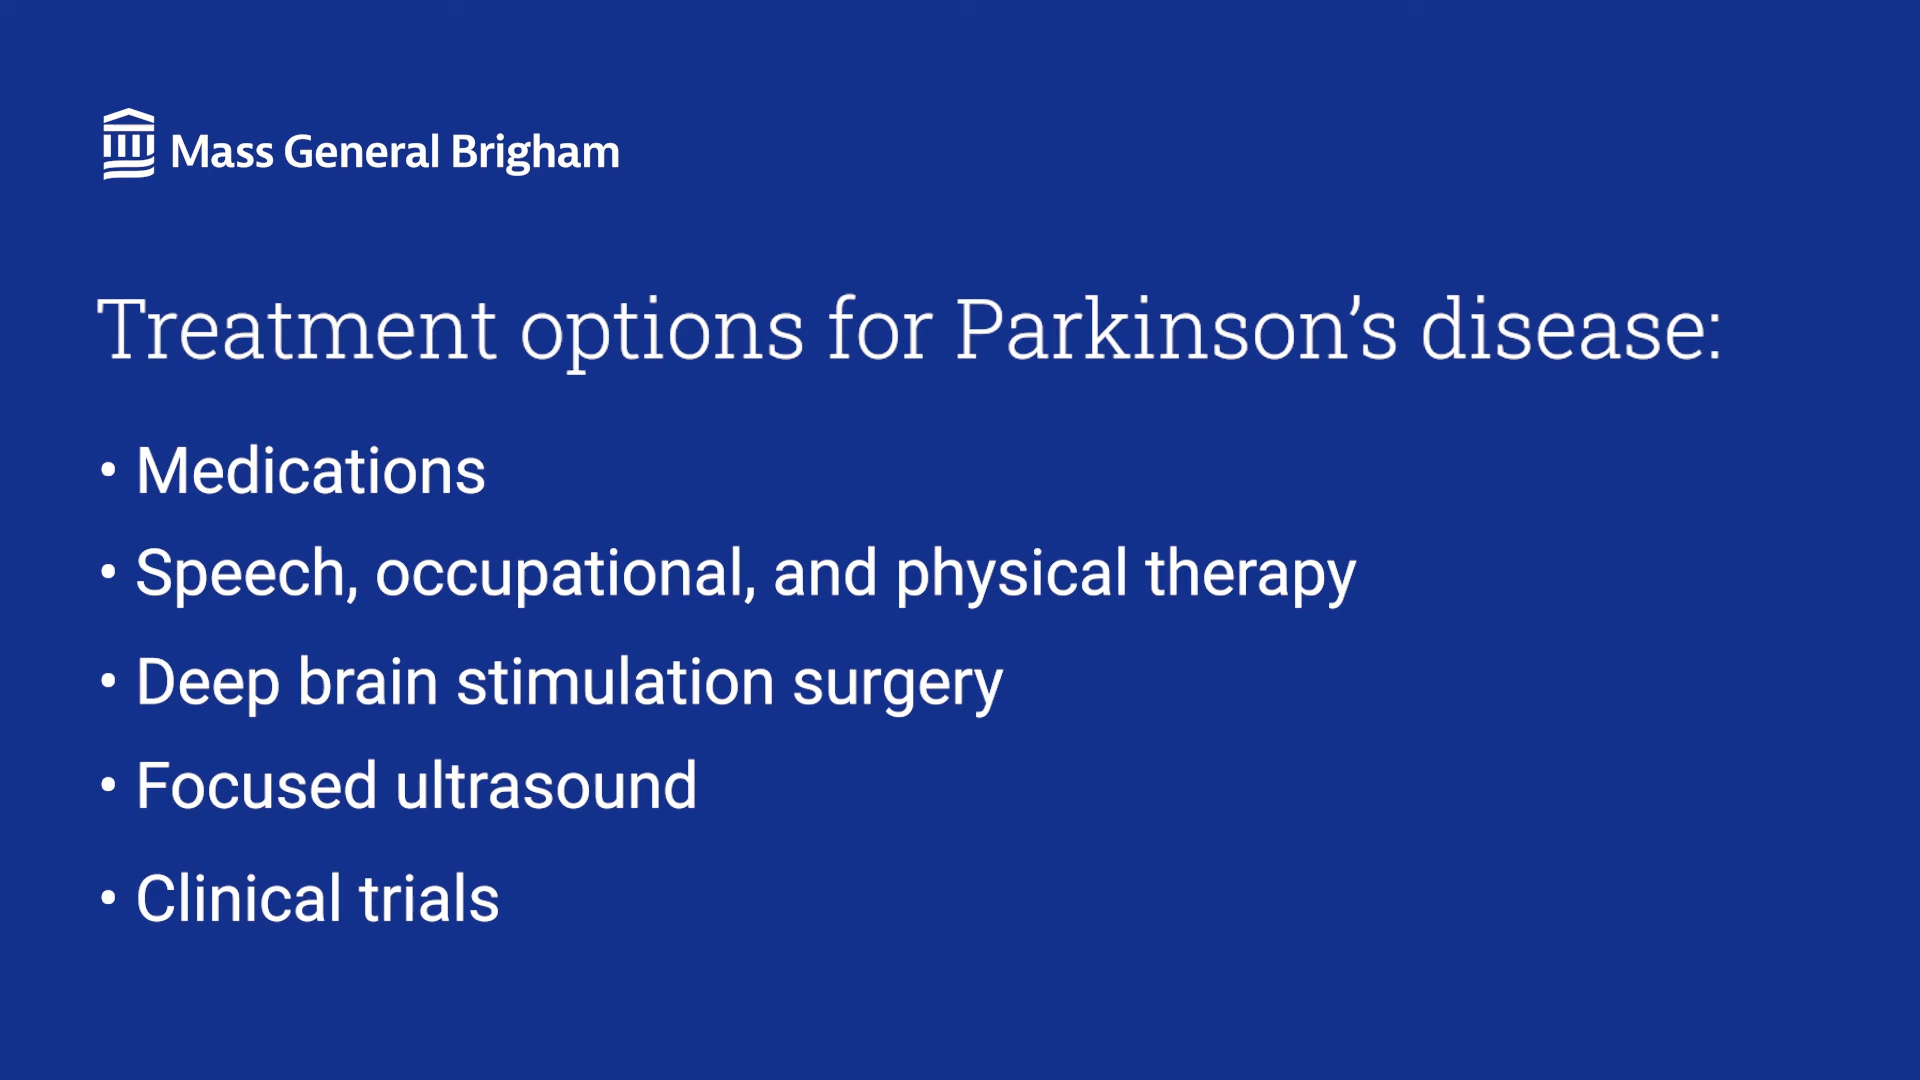 Mass General Brigham
Treatment options for Parkinson’s disease:
• Medications
• Speech, occupational, and physical therapy
• Deep brain stimulation surgery
• Focused ultrasound
• Clinical trials